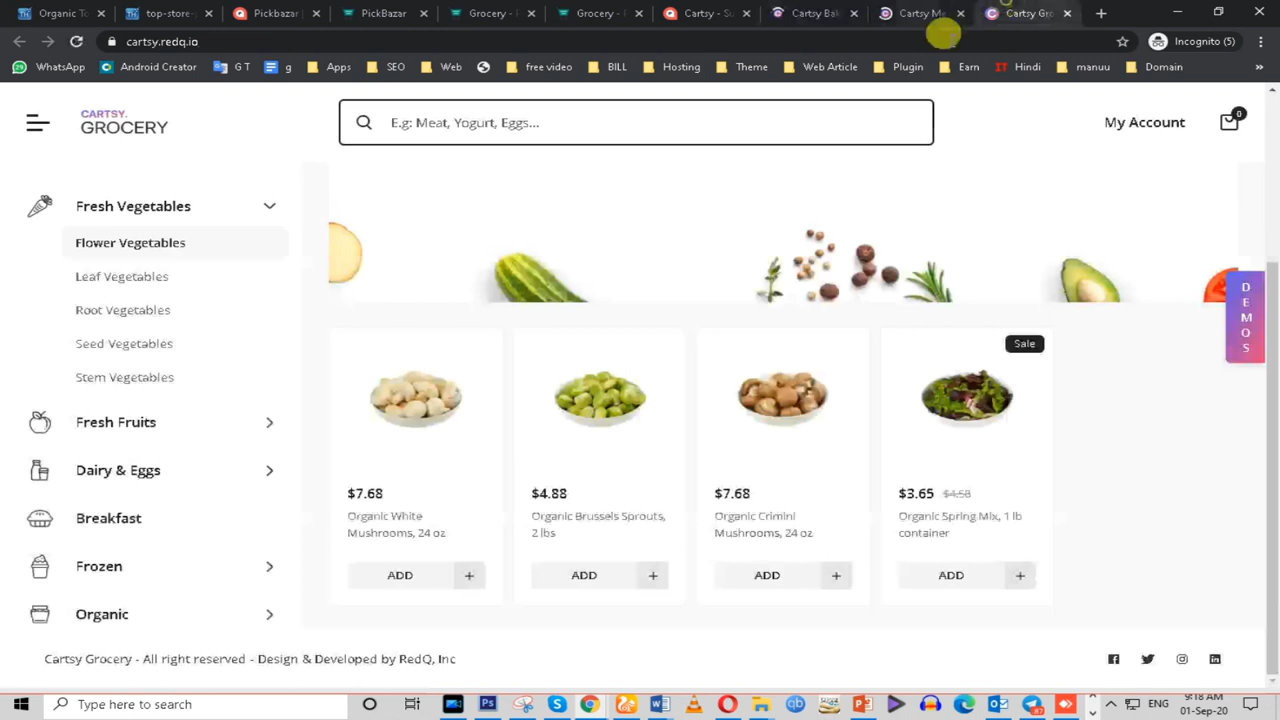 Organic To
top-store-
Pickbazar
PickBazar
Grocery -
Grocery -
Cartsy - Su
Cartsy Bak
Cartsy Me
Cartsy Gro
cartsy.redq.io
Incognito (5)
WhatsApp
Android Creator
G T
g
Apps
SEO
Web
free video
BILL
Hosting
Theme
Web Article
Plugin
Earn
IT Hindi
manuu
Domain
»
CARTSY.
GROCERY
E.g: Meat, Yogurt, Eggs...
My Account
0
Fresh Vegetables
Flower Vegetables
Leaf Vegetables
Root Vegetables
Seed Vegetables
Stem Vegetables
Fresh Fruits
Dairy & Eggs
Breakfast
Frozen
Organic
DEMOS
Sale
$7.68
Organic White
Mushrooms, 24 oz
ADD +
$4.88
Organic Brussels Sprouts,
2 lbs
ADD +
$7.68
Organic Crimini
Mushrooms, 24 oz
ADD +
$3.65 $4.58
Organic Spring Mix, 1 lb
container
ADD +
Cartsy Grocery - All right reserved - Design & Developed by RedQ, Inc
Type here to search
ENG
9:18 AM
01-Sep-20